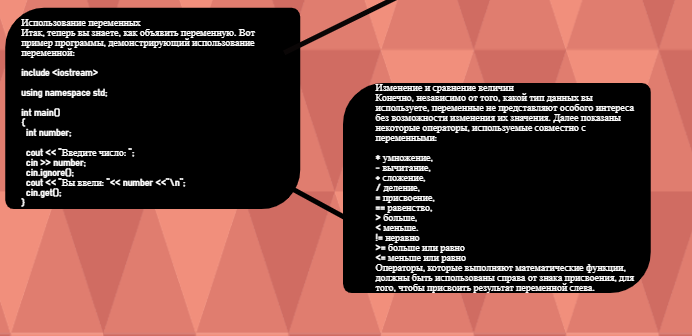 Использование переменных
Итак, теперь вы знаете, как объявить переменную. Вот
пример программы, демонстрирующий использование
переменной:
include <iostream>
using namespace std;
int main()
{
int number;
cout << "Введите число: ";
cin >> number;
cin.ignore();
cout << "Вы ввели: "<< number <<"\n";
cin.get();
}
Изменение и сравнение величин
Конечно, независимо от того, какой тип данных вы
используете, переменные не представляют особого интереса
без возможности изменения их значения. Далее показаны
некоторые операторы, используемые совместно с
переменными:
* умножение,
- вычитание,
+ сложение,
/ деление,
= присвоение,
== равенство,
> больше,
< меньше.
!= неравно
>= больше или равно
<= меньше или равно
Операторы, которые выполняют математические функции,
должны быть использованы справа от знака присвоения, для
того, чтобы присвоить результат переменной слева.